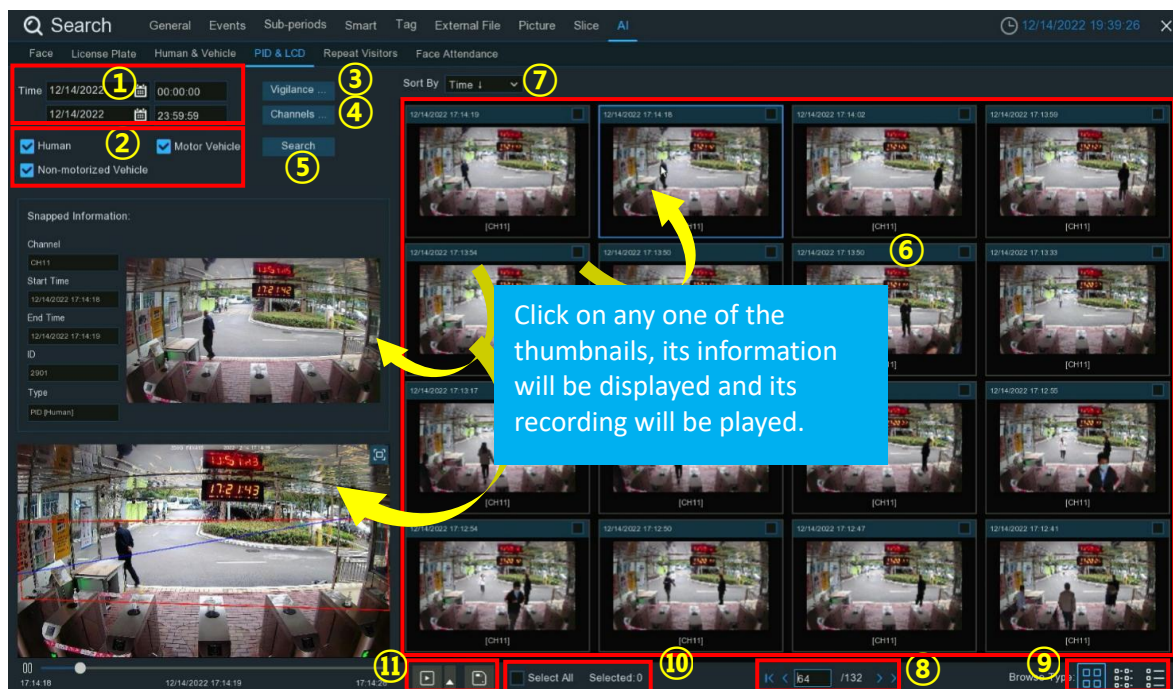 Search General Events Sub-periods Smart Tag External File Picture Slice AI 12/14/2022 19:39:26 X
Face License Plate Human & Vehicle PID & LCD Repeat Visitors Face Attendance
Time 12/14/2022 00:00:00
12/14/2022 23:59:59
①
Human Motor Vehicle
Non-motorized Vehicle
②
Vigilance ...
③
Channels ...
④
Search
⑤
Sort By Time ↓
⑦
Snapped Information:
Channel
CH11
Start Time
12/14/2022 17:14:18
End Time
12/14/2022 17:14:19
ID
2901
Type
PID [Human]
17:21:42
17:21:43
17:14:18 12/14/2022 17:14:19
12/14/2022 17:14:19 12/14/2022 17:14:18 12/14/2022 17:14:02 12/14/2022 17:13:59
[CH11] [CH11] [CH11]
12/14/2022 17:13:54 12/14/2022 17:13:50 12/14/2022 17:13:50 12/14/2022 17:13:33
⑥
[CH11]
Click on any one of the
thumbnails, its information
will be displayed and its
recording will be played.
12/14/2022 17:13:17 12/14/2022 17:12:55
[CH11] [CH11] [CH11] [CH11]
12/14/2022 17:12:54 12/14/2022 17:12:50 12/14/2022 17:12:47 12/14/2022 17:12:41
[CH11] [CH11] [CH11] [CH11]
⑪
Select All Selected:0
⑩
64 /132
⑧
Browse Type:
⑨